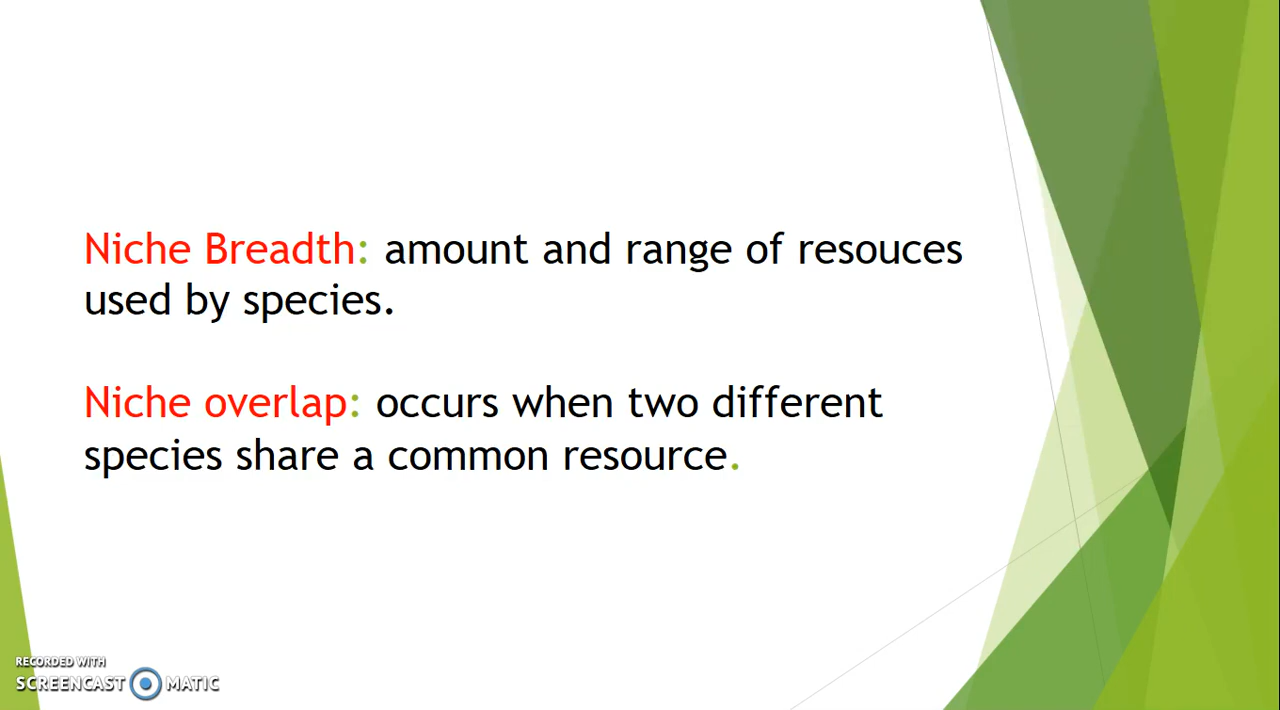 Niche Breadth: amount and range of resouces
used by species.
Niche overlap: occurs when two different
species share a common resource.
RECORDED WITH
SCREENCAST MATIC